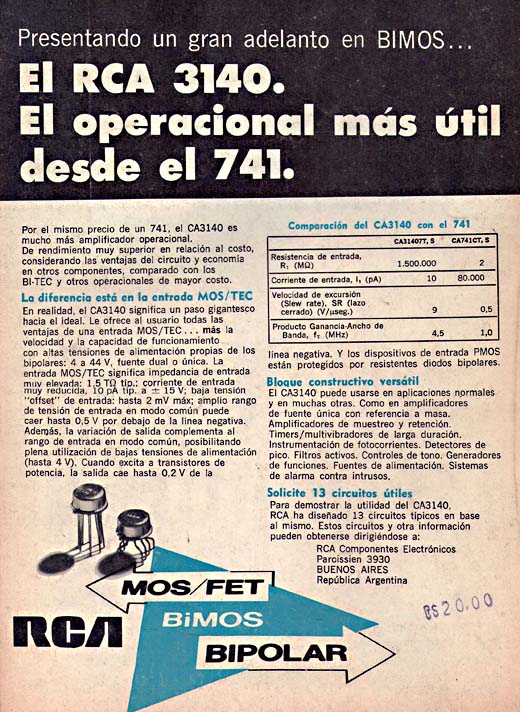 Presentando un gran adelanto en BIMOS...
El RCA 3140.
El operacional más útil
desde el 741.
Por el mismo precio de un 741, el CA3140 es
mucho más amplificador operacional.
De rendimiento muy superior en relación al costo,
considerando las ventajas del circuito y economía
en otros componentes, comparado con los
BI-TEC y otros operacionales de mayor costo.
La diferencia está en la entrada MOS/TEC
En realidad, el CA3140 significa un paso gigantesco
hacia el ideal. Le ofrece al usuario todas las
ventajas de una entrada MOS/TEC... más la
velocidad y la capacidad de funcionamiento
con altas tensiones de alimentación propias de los
bipolares: 4 a 44 V, fuente dual o única. La
entrada MOS/TEC significa impedancia de entrada
muy elevada: 1,5 TΩ tip.; corriente de entrada
muy reducida, 10 pA tip. a ± 15 V; baja tensión
"offset" de entrada: hasta 2 mV máx; amplio rango
de tensión de entrada en modo común puede
caer hasta 0,5 V por debajo de la línea negativa.
Además, la variación de salida complementa al
rango de entrada en modo común, posibilitando
plena utilización de bajas tensiones de alimentación
(hasta 4 V). Cuando excita a transistores de
potencia, la salida cae hasta 0,2 V de la
Comparación del CA3140 con el 741
CA31407T, S CA741CT, S
Resistencia de entrada,
R₁ (MΩ) 1.500.000 2
Corriente de entrada, I₁ (pA) 10 80.000
Velocidad de excursión
(Slew rate), SR (lazo
cerrado) (V/μseg.) 9 0,5
Producto Ganancia-Ancho de
Banda, fT (MHz) 4,5 1,0
línea negativa. Y los dispositivos de entrada PMOS
están protegidos por resistentes diodos bipolares.
Bloque constructivo versátil
El CA3140 puede usarse en aplicaciones normales
y en muchas otras. Como en amplificadores
de fuente única con referencia a masa.
Amplificadores de muestreo y retención.
Timers/multivibradores de larga duración.
Instrumentación de fotocorrientes. Detectores de
pico. Filtros activos. Controles de tono. Generadores
de funciones. Fuentes de alimentación. Sistemas
de alarma contra intrusos.
Solicite 13 circuitos útiles
Para demostrar la utilidad del CA3140,
RCA ha diseñado 13 circuitos típicos en base
al mismo. Estos circuitos y otra información
pueden obtenerse dirigiéndose a:
RCA Componentes Electrónicos
Parcissien 3930
BUENOS AIRES
República Argentina
MOS/FET
BiMOS
BIPOLAR
RCA
BS20.00